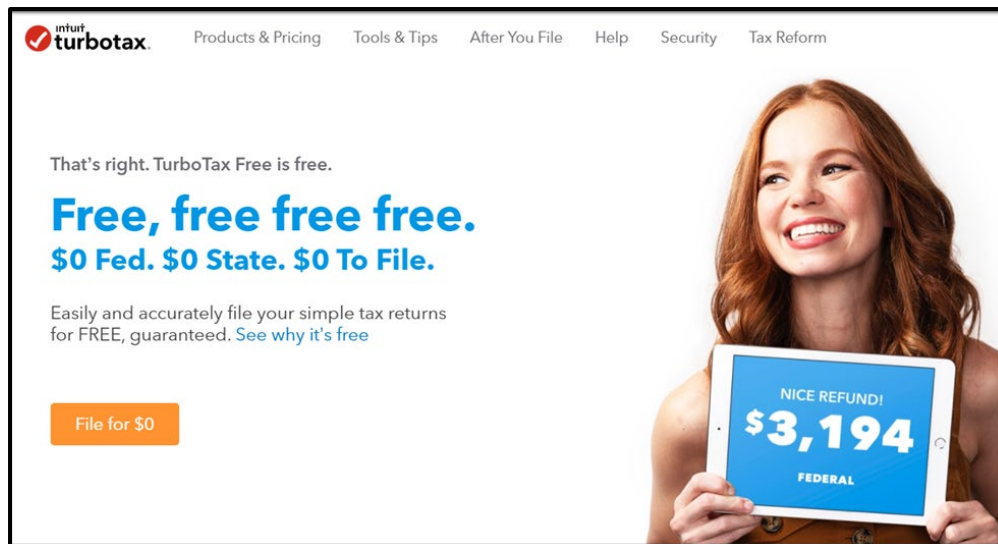 intuit
turbotax.
Products & Pricing Tools & Tips After You File Help Security Tax Reform
That's right. TurboTax Free is free.
Free, free free free.
$0 Fed. $0 State. $0 To File.
Easily and accurately file your simple tax returns
for FREE, guaranteed. See why it's free
File for $0
NICE REFUND!
$3,194
FEDERAL